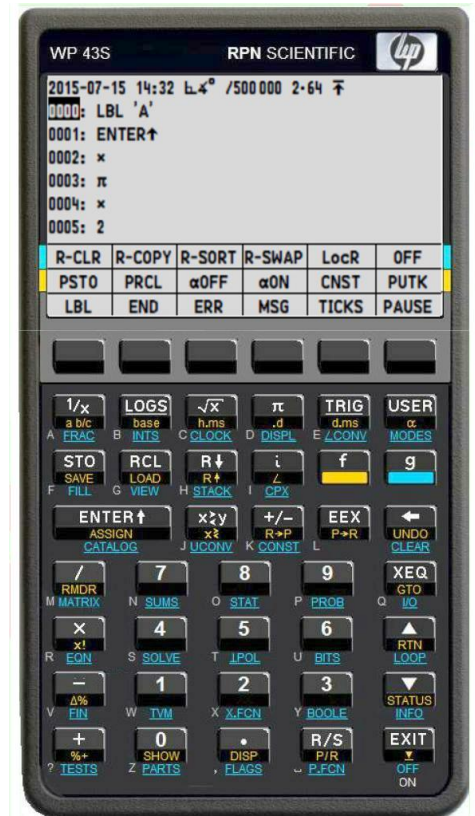 WP 43S RPN SCIENTIFIC hp
2015-07-15 14:32 ∡° /500 000 2·64
0000: LBL 'A'
0001: ENTER↑
0002: ×
0003: π
0004: ×
0005: 2
R-CLR R-COPY R-SORT R-SWAP LocR OFF
PSTO PRCL αOFF αON CNST PUTK
LBL END ERR MSG TICKS PAUSE
1/x LOGS √x π TRIG USER
a b/c base h.ms .d d.ms α
A FRAC B INTS C CLOCK D DISPL E ∠CONV MODES
STO RCL R↓ i f g
SAVE LOAD R↑ ∠
F FILL G VIEW H STACK I CPX
ENTER↑ x≷y +/− EEX ←
ASSIGN x≷ R→P P→R UNDO
CATALOG J UCONV K CONST L CLEAR
/ 7 8 9 XEQ
RMDR GTO
M MATRIX N SUMS O STAT P PROB Q I/O
× 4 5 6 ▲
x! RTN
R EQN S SOLVE T ⊥POL U BITS LOOP
− 1 2 3 ▼
Δ% STATUS
V FIN W TVM X X.FCN Y BOOLE INFO
+ 0 . R/S EXIT
%+ SHOW DISP P/R
? TESTS Z PARTS , FLAGS ␣ P.FCN OFF
ON